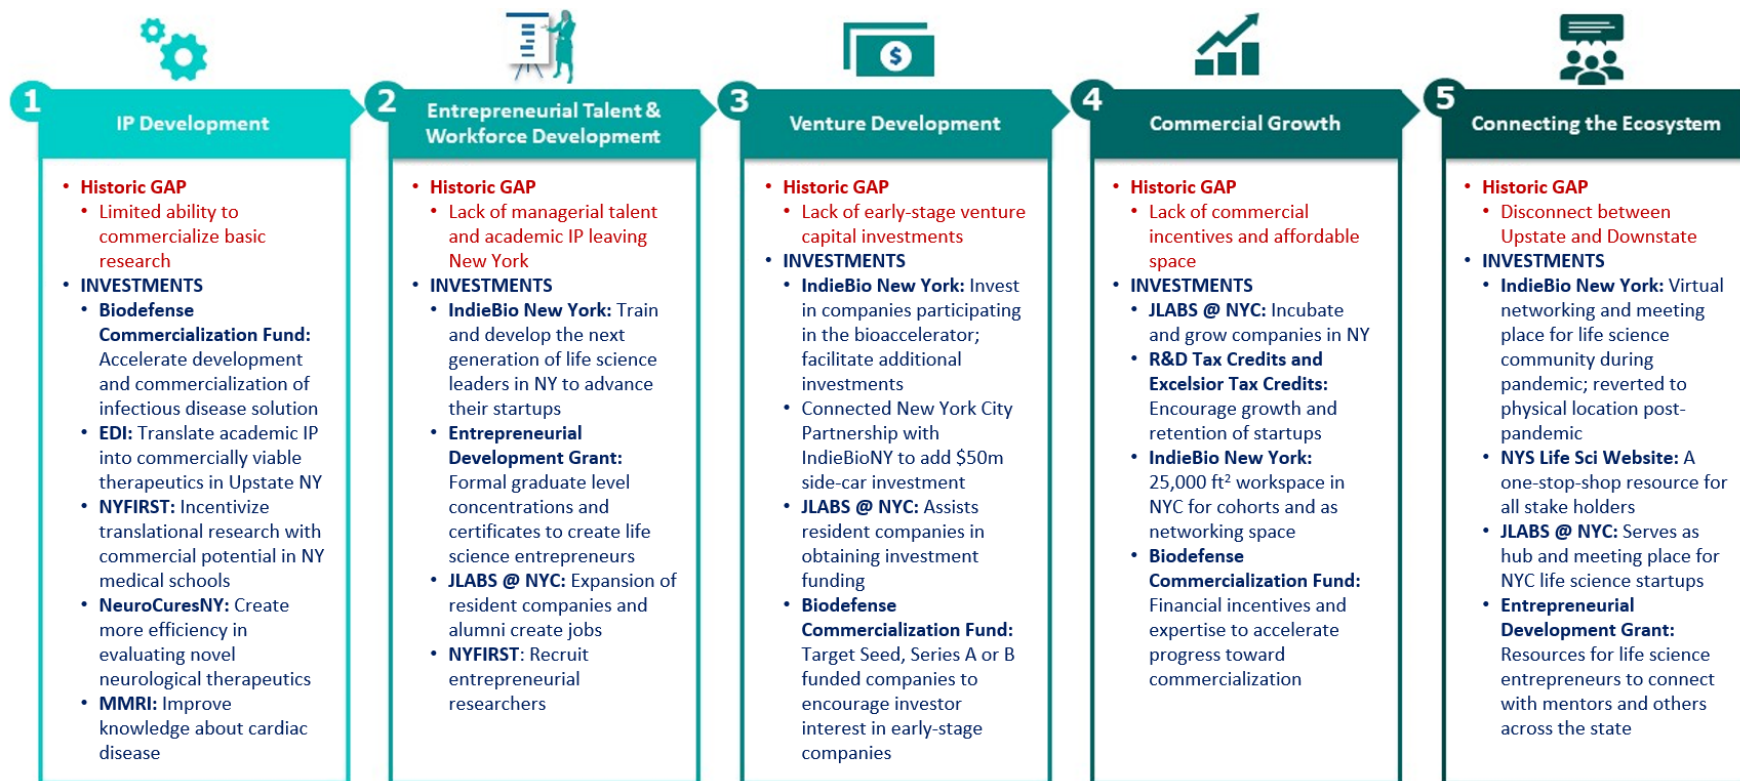 1
IP Development
• Historic GAP
• Limited ability to
commercialize basic
research
• INVESTMENTS
• Biodefense
Commercialization Fund:
Accelerate development
and commercialization of
infectious disease solution
• EDI: Translate academic IP
into commercially viable
therapeutics in Upstate NY
• NYFIRST: Incentivize
translational research with
commercial potential in NY
medical schools
• NeuroCuresNY: Create
more efficiency in
evaluating novel
neurological therapeutics
• MMRI: Improve
knowledge about cardiac
disease
2
Entrepreneurial Talent &
Workforce Development
• Historic GAP
• Lack of managerial talent
and academic IP leaving
New York
• INVESTMENTS
• IndieBio New York: Train
and develop the next
generation of life science
leaders in NY to advance
their startups
• Entrepreneurial
Development Grant:
Formal graduate level
concentrations and
certificates to create life
science entrepreneurs
• JLABS @ NYC: Expansion of
resident companies and
alumni create jobs
• NYFIRST: Recruit
entrepreneurial
researchers
3
$
Venture Development
• Historic GAP
• Lack of early-stage venture
capital investments
• INVESTMENTS
• IndieBio New York: Invest
in companies participating
in the bioaccelerator;
facilitate additional
investments
• Connected New York City
Partnership with
IndieBioNY to add $50m
side-car investment
• JLABS @ NYC: Assists
resident companies in
obtaining investment
funding
• Biodefense
Commercialization Fund:
Target Seed, Series A or B
funded companies to
encourage investor
interest in early-stage
companies
4
Commercial Growth
• Historic GAP
• Lack of commercial
incentives and affordable
space
• INVESTMENTS
• JLABS @ NYC: Incubate
and grow companies in NY
• R&D Tax Credits and
Excelsior Tax Credits:
Encourage growth and
retention of startups
• IndieBio New York:
25,000 ft² workspace in
NYC for cohorts and as
networking space
• Biodefense
Commercialization Fund:
Financial incentives and
expertise to accelerate
progress toward
commercialization
5
Connecting the Ecosystem
• Historic GAP
• Disconnect between
Upstate and Downstate
• INVESTMENTS
• IndieBio New York: Virtual
networking and meeting
place for life science
community during
pandemic; reverted to
physical location post-
pandemic
• NYS Life Sci Website: A
one-stop-shop resource for
all stake holders
• JLABS @ NYC: Serves as
hub and meeting place for
NYC life science startups
• Entrepreneurial
Development Grant:
Resources for life science
entrepreneurs to connect
with mentors and others
across the state